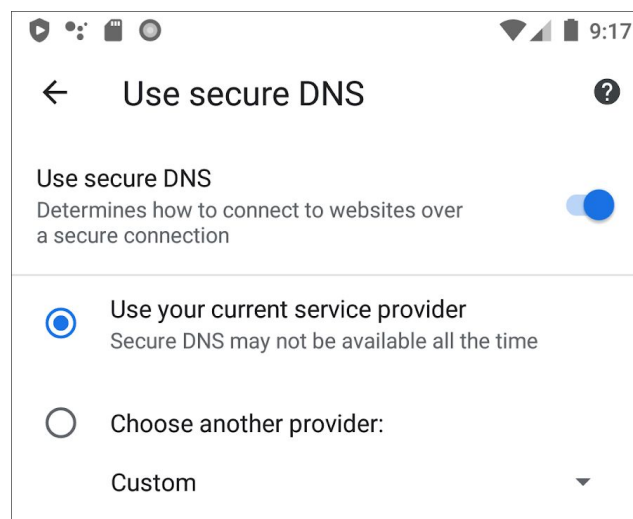 9:17
Use secure DNS
Use secure DNS
Determines how to connect to websites over
a secure connection
Use your current service provider
Secure DNS may not be available all the time
Choose another provider:
Custom